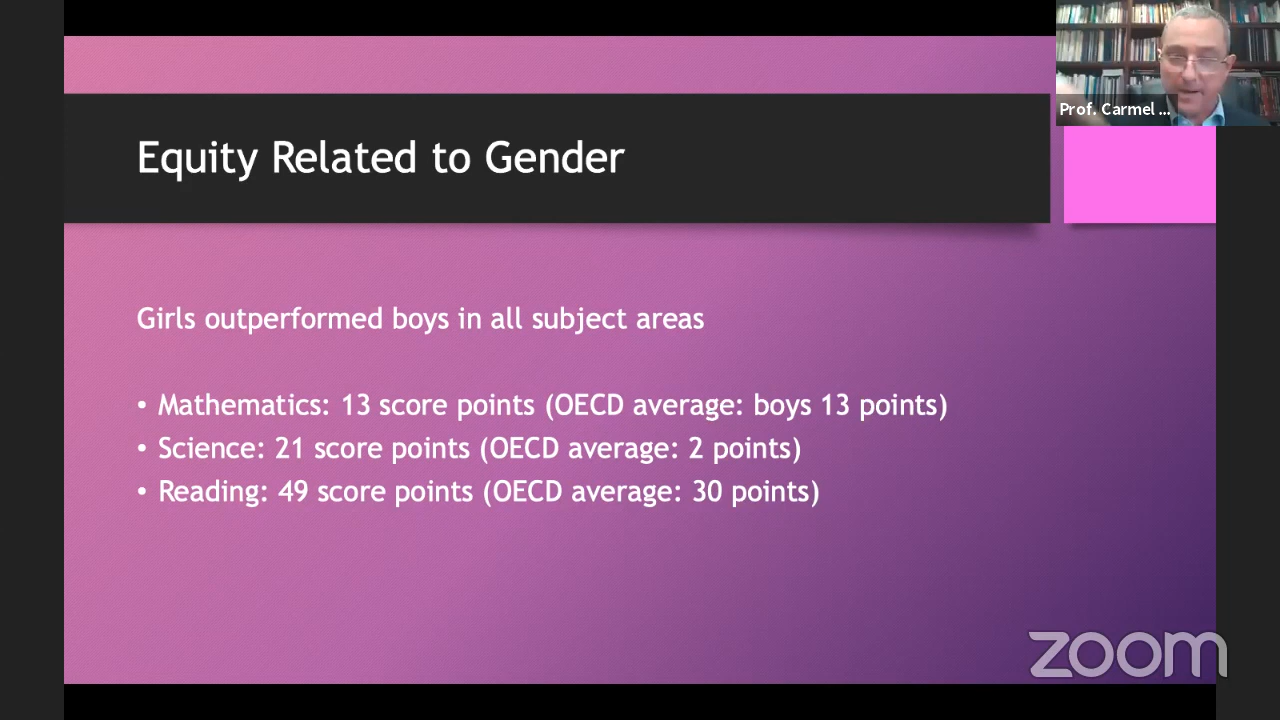 Prof. Carmel ...
Equity Related to Gender
Girls outperformed boys in all subject areas
• Mathematics: 13 score points (OECD average: boys 13 points)
• Science: 21 score points (OECD average: 2 points)
• Reading: 49 score points (OECD average: 30 points)
zoom